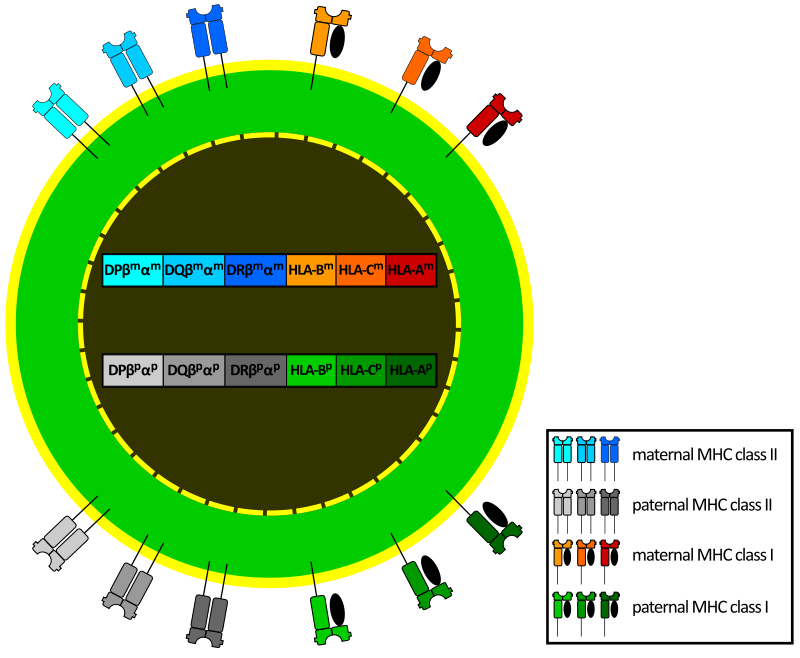 DPβᵐαᵐ DQβᵐαᵐ DRβᵐαᵐ HLA-Bᵐ HLA-Cᵐ HLA-Aᵐ
DPβᵖαᵖ DQβᵖαᵖ DRβᵖαᵖ HLA-Bᵖ HLA-Cᵖ HLA-Aᵖ
maternal MHC class II
paternal MHC class II
maternal MHC class I
paternal MHC class I